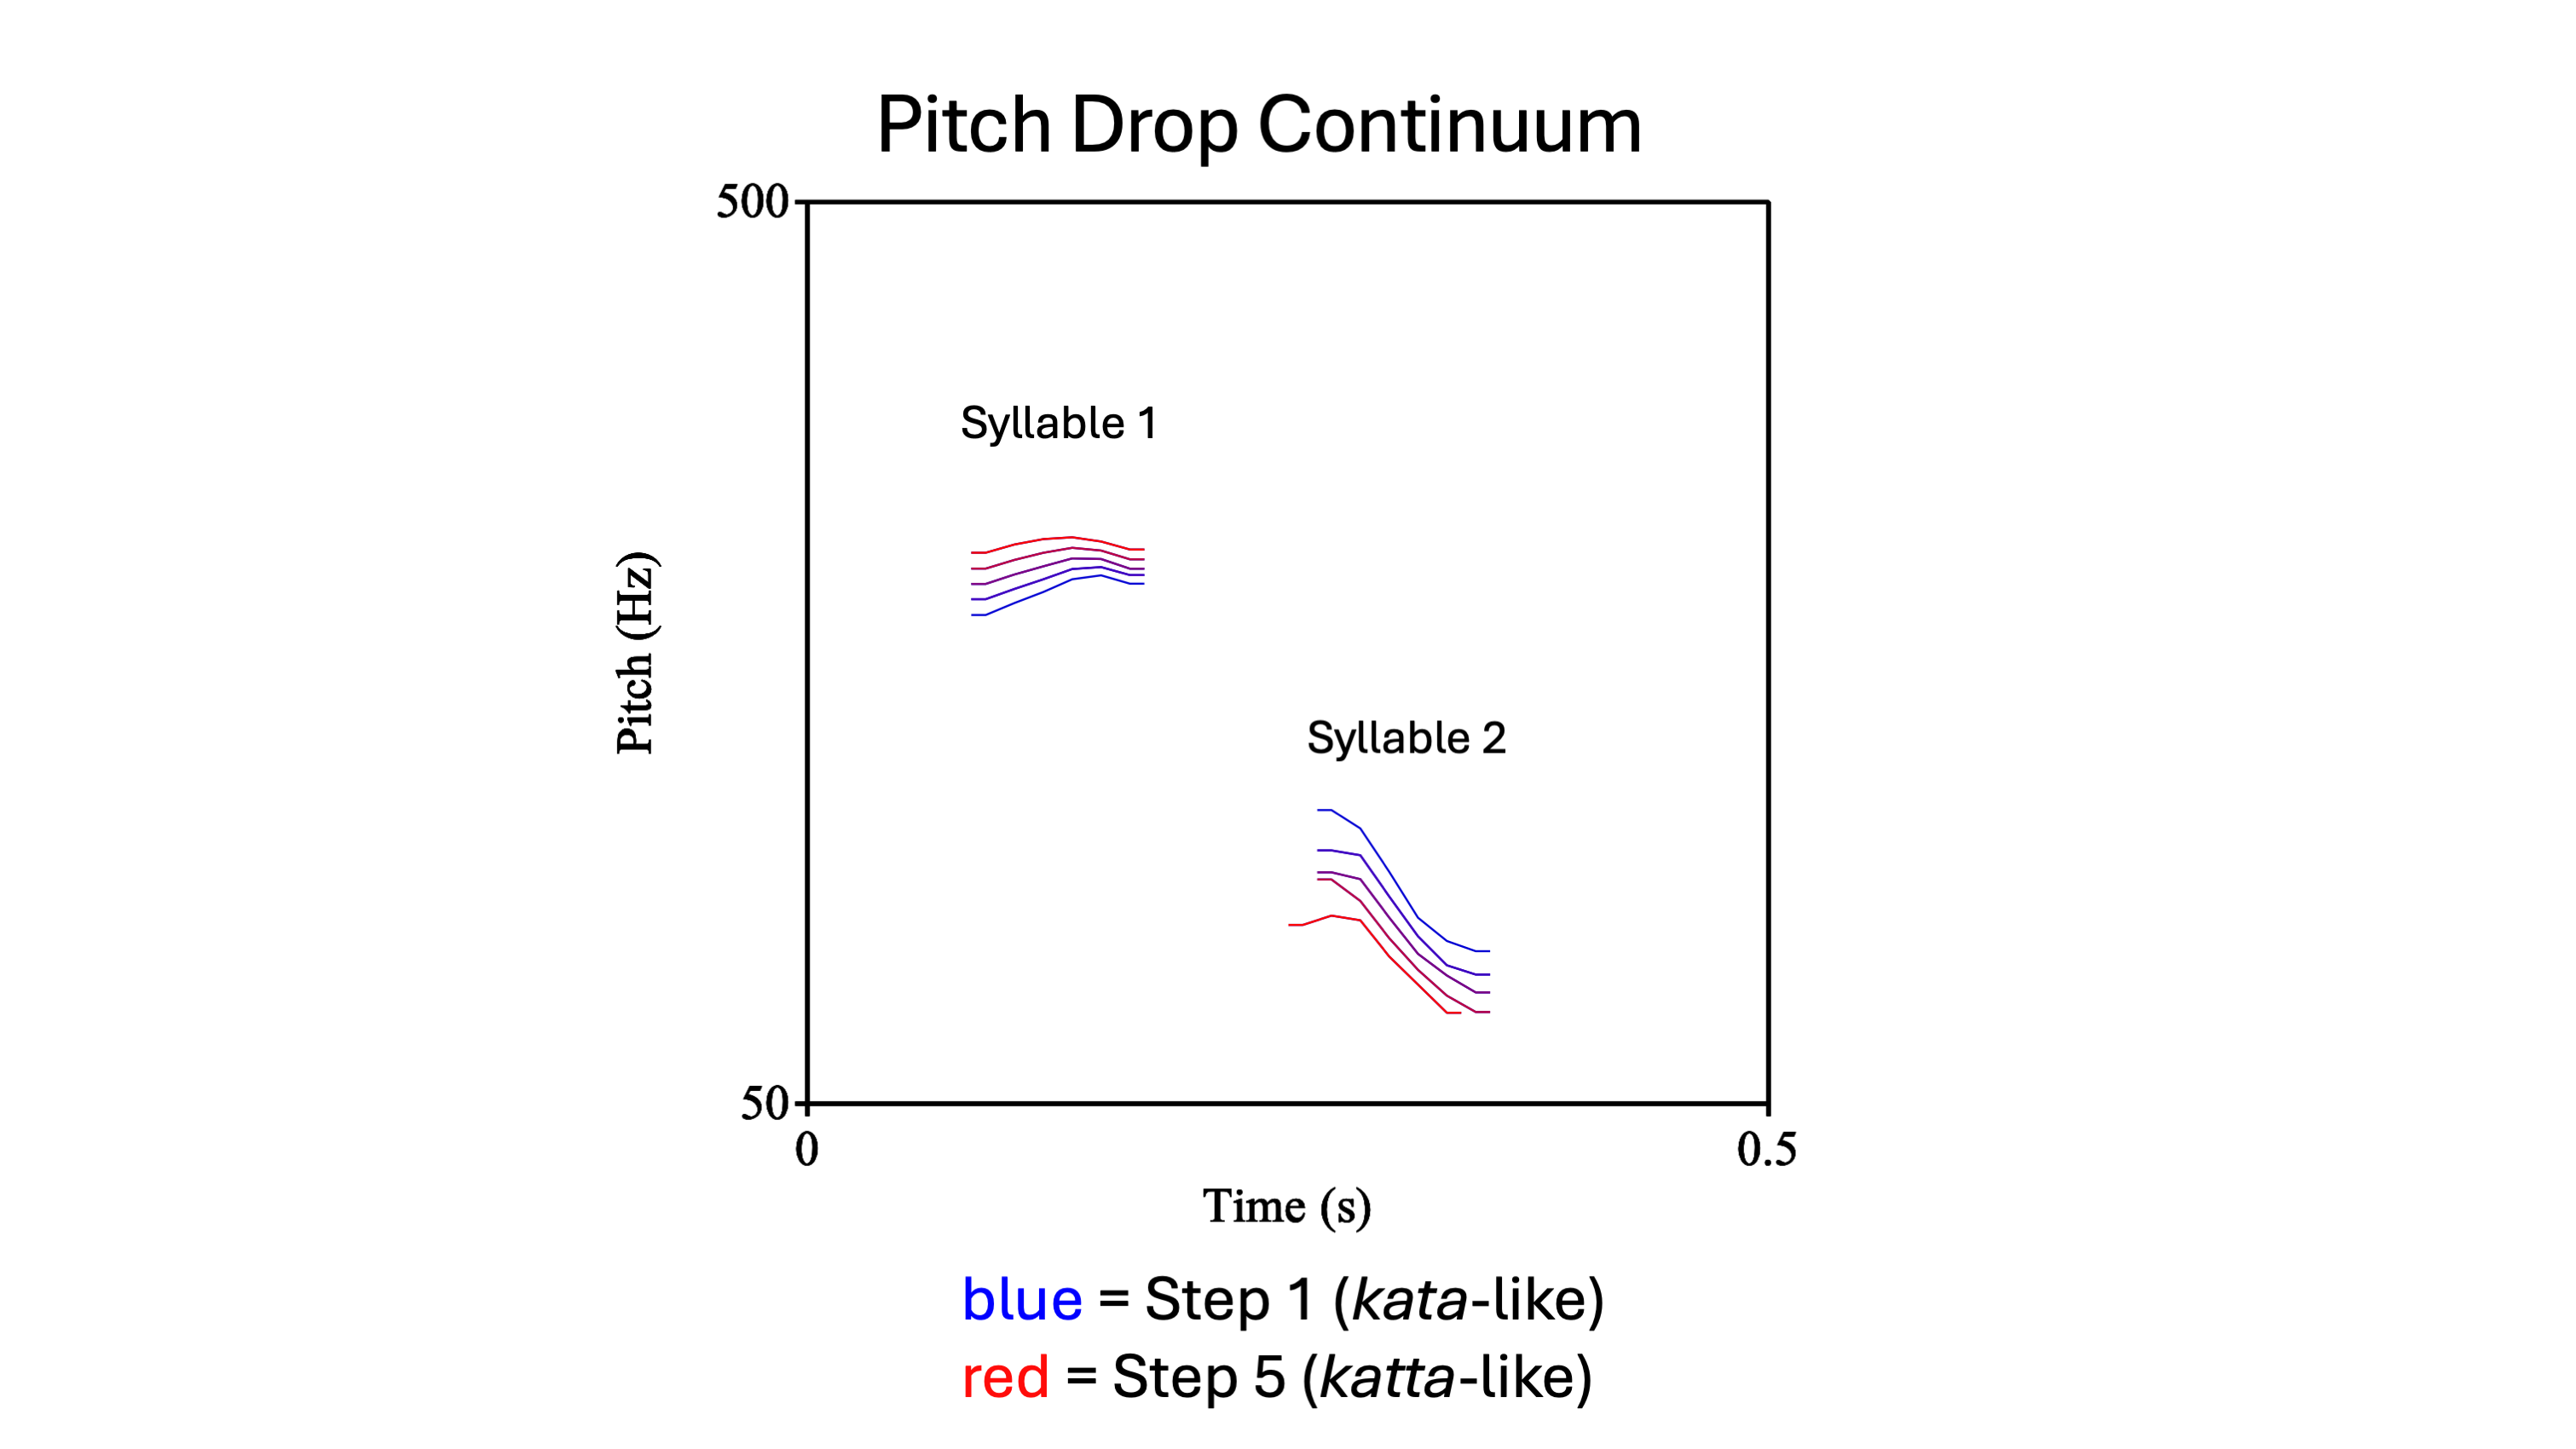 Pitch Drop Continuum
500
Syllable 1
Pitch (Hz)
Syllable 2
50
0
0.5
Time (s)
blue = Step 1 (kata-like)
red = Step 5 (katta-like)